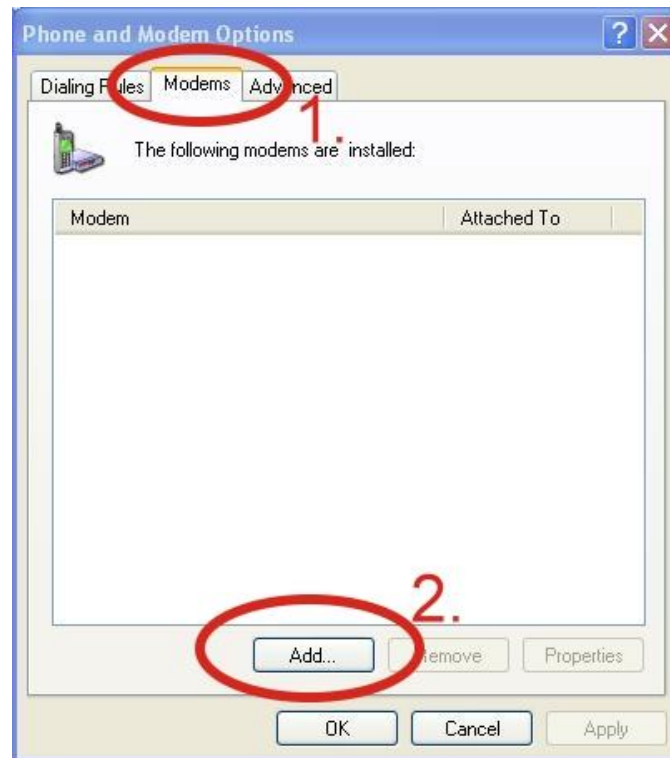 Phone and Modem Options
Dialing Rules Modems Advanced
1.
The following modems are installed:
Modem Attached To
2.
Add... Remove Properties
OK Cancel Apply